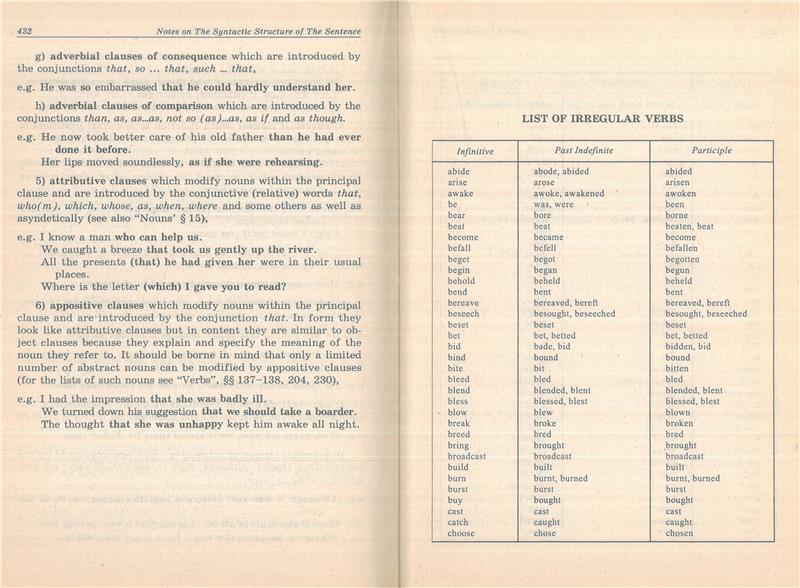 432 Notes on The Syntactic Structure of The Sentence
g) adverbial clauses of consequence which are introduced by
the conjunctions that, so ... that, such ... that,
e.g. He was so embarrassed that he could hardly understand her.
h) adverbial clauses of comparison which are introduced by the
conjunctions than, as, as...as, not so (as)...as, as if and as though.
e.g. He now took better care of his old father than he had ever
done it before.
Her lips moved soundlessly, as if she were rehearsing.
5) attributive clauses which modify nouns within the principal
clause and are introduced by the conjunctive (relative) words that,
who(m), which, whose, as, when, where and some others as well as
asyndetically (see also “Nouns’ § 15),
e.g. I know a man who can help us.
We caught a breeze that took us gently up the river.
All the presents (that) he had given her were in their usual
places.
Where is the letter (which) I gave you to read?
6) appositive clauses which modify nouns within the principal
clause and are introduced by the conjunction that. In form they
look like attributive clauses but in content they are similar to ob-
ject clauses because they explain and specify the meaning of the
noun they refer to. It should be borne in mind that only a limited
number of abstract nouns can be modified by appositive clauses
(for the lists of such nouns see “Verbs”, §§ 137–138, 204, 230),
e.g. I had the impression that she was badly ill.
We turned down his suggestion that we should take a boarder.
The thought that she was unhappy kept him awake all night.
LIST OF IRREGULAR VERBS
Infinitive Past Indefinite Participle
abide abode, abided abided
arise arose arisen
awake awoke, awakened awoken
be was, were been
bear bore borne
beat beat beaten, beat
become became become
befall befell befallen
beget begot begotten
begin began begun
behold beheld beheld
bend bent bent
bereave bereaved, bereft bereaved, bereft
beseech besought, beseeched besought, beseeched
beset beset beset
bet bet, betted bet, betted
bid bade, bid bidden, bid
bind bound bound
bite bit bitten
bleed bled bled
blend blended, blent blended, blent
bless blessed, blest blessed, blest
blow blew blown
break broke broken
breed bred bred
bring brought brought
broadcast broadcast broadcast
build built built
burn burnt, burned burnt, burned
burst burst burst
buy bought bought
cast cast cast
catch caught caught
choose chose chosen